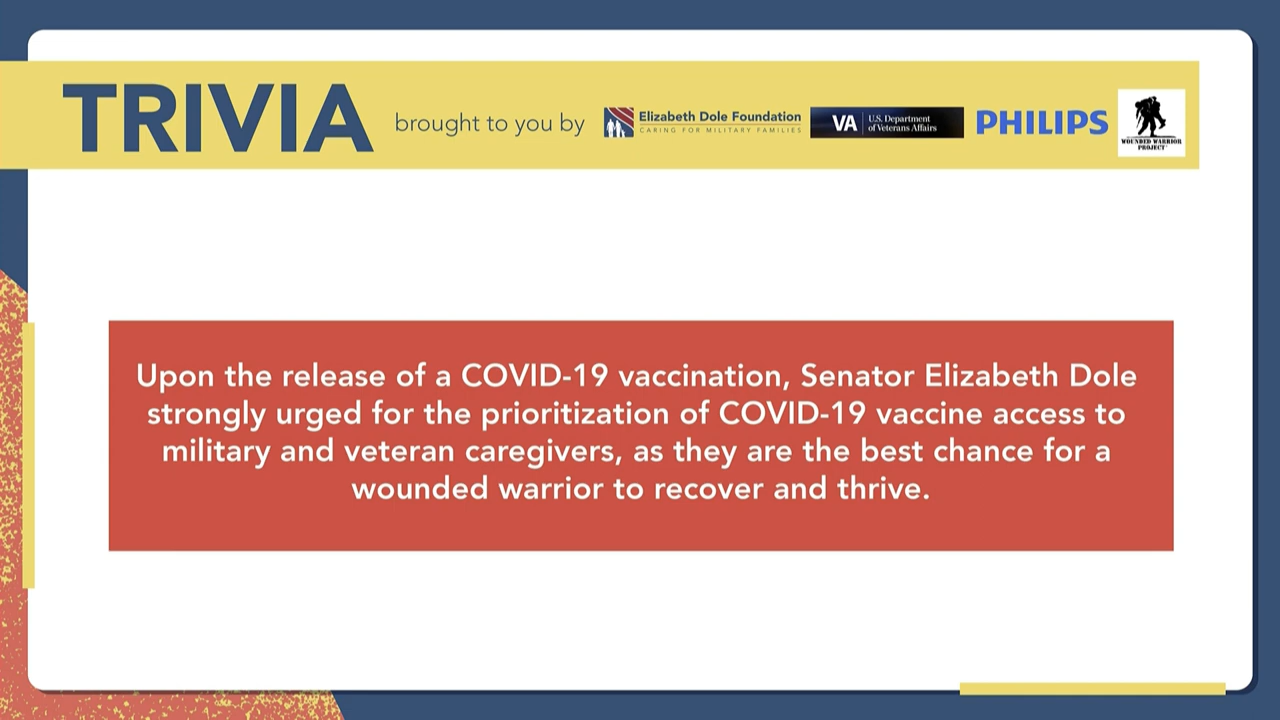 TRIVIA brought to you by
Elizabeth Dole Foundation
CARING FOR MILITARY FAMILIES
VA
U.S. Department
of Veterans Affairs
PHILIPS
WOUNDED WARRIOR
PROJECT
Upon the release of a COVID-19 vaccination, Senator Elizabeth Dole
strongly urged for the prioritization of COVID-19 vaccine access to
military and veteran caregivers, as they are the best chance for a
wounded warrior to recover and thrive.